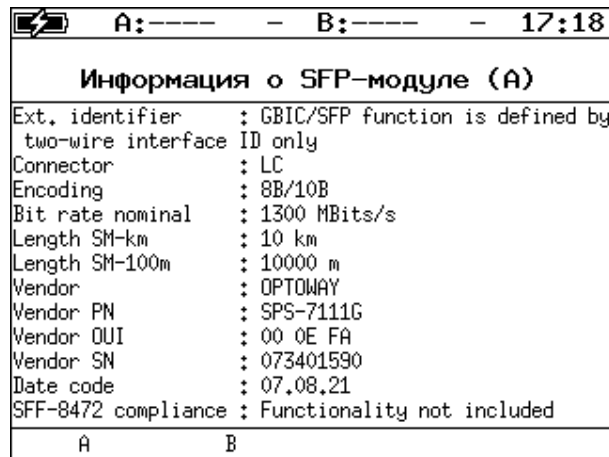 A:---- - B:---- - 17:18
Информация о SFP-модуле (A)
Ext. identifier : GBIC/SFP function is defined by
two-wire interface ID only
Connector : LC
Encoding : 8B/10B
Bit rate nominal : 1300 MBits/s
Length SM-km : 10 km
Length SM-100m : 10000 m
Vendor : OPTOWAY
Vendor PN : SPS-7111G
Vendor OUI : 00 0E FA
Vendor SN : 073401590
Date code : 07.08.21
SFF-8472 compliance : Functionality not included
A B